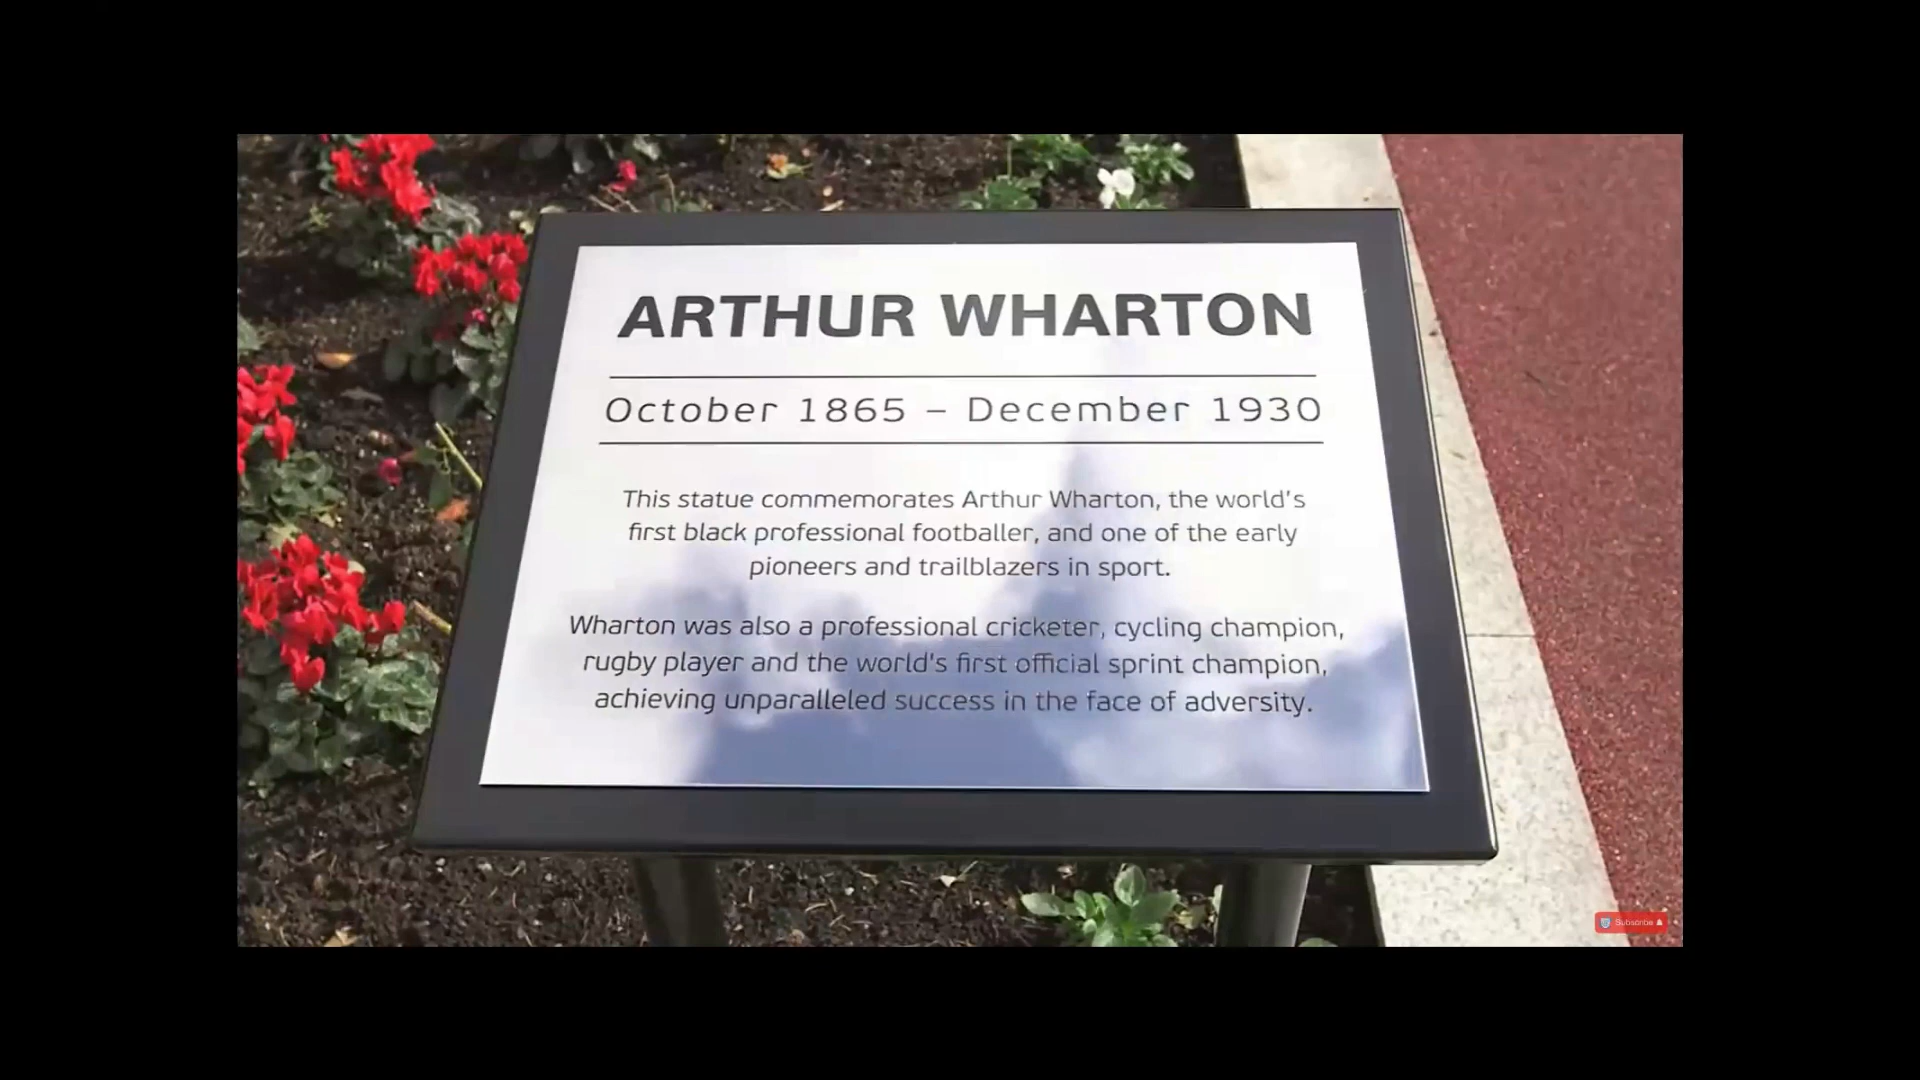 ARTHUR WHARTON
October 1865 – December 1930
This statue commemorates Arthur Wharton, the world's
first black professional footballer, and one of the early
pioneers and trailblazers in sport.
Wharton was also a professional cricketer, cycling champion,
rugby player and the world's first official sprint champion,
achieving unparalleled success in the face of adversity.
Subscribe